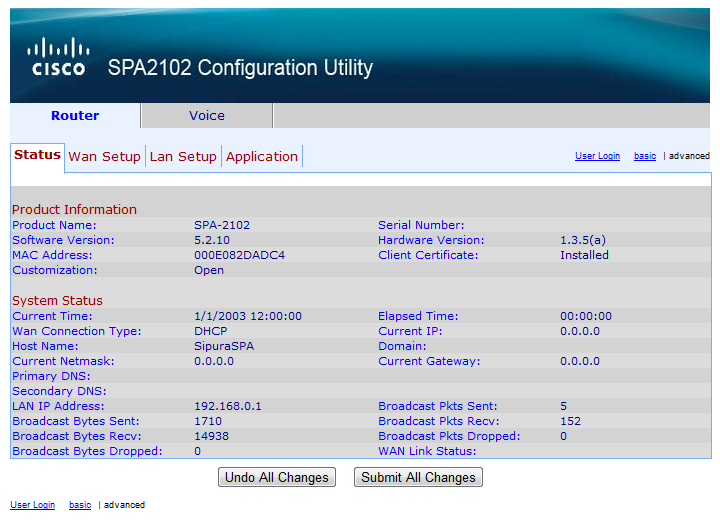 CISCO SPA2102 Configuration Utility
Router Voice
Status Wan Setup Lan Setup Application User Login basic | advanced
Product Information
Product Name: SPA-2102 Serial Number:
Software Version: 5.2.10 Hardware Version: 1.3.5(a)
MAC Address: 000E082DADC4 Client Certificate: Installed
Customization: Open
System Status
Current Time: 1/1/2003 12:00:00 Elapsed Time: 00:00:00
Wan Connection Type: DHCP Current IP: 0.0.0.0
Host Name: SipuraSPA Domain:
Current Netmask: 0.0.0.0 Current Gateway: 0.0.0.0
Primary DNS:
Secondary DNS:
LAN IP Address: 192.168.0.1 Broadcast Pkts Sent: 5
Broadcast Bytes Sent: 1710 Broadcast Pkts Recv: 152
Broadcast Bytes Recv: 14938 Broadcast Pkts Dropped: 0
Broadcast Bytes Dropped: 0 WAN Link Status:
Undo All Changes Submit All Changes
User Login basic | advanced